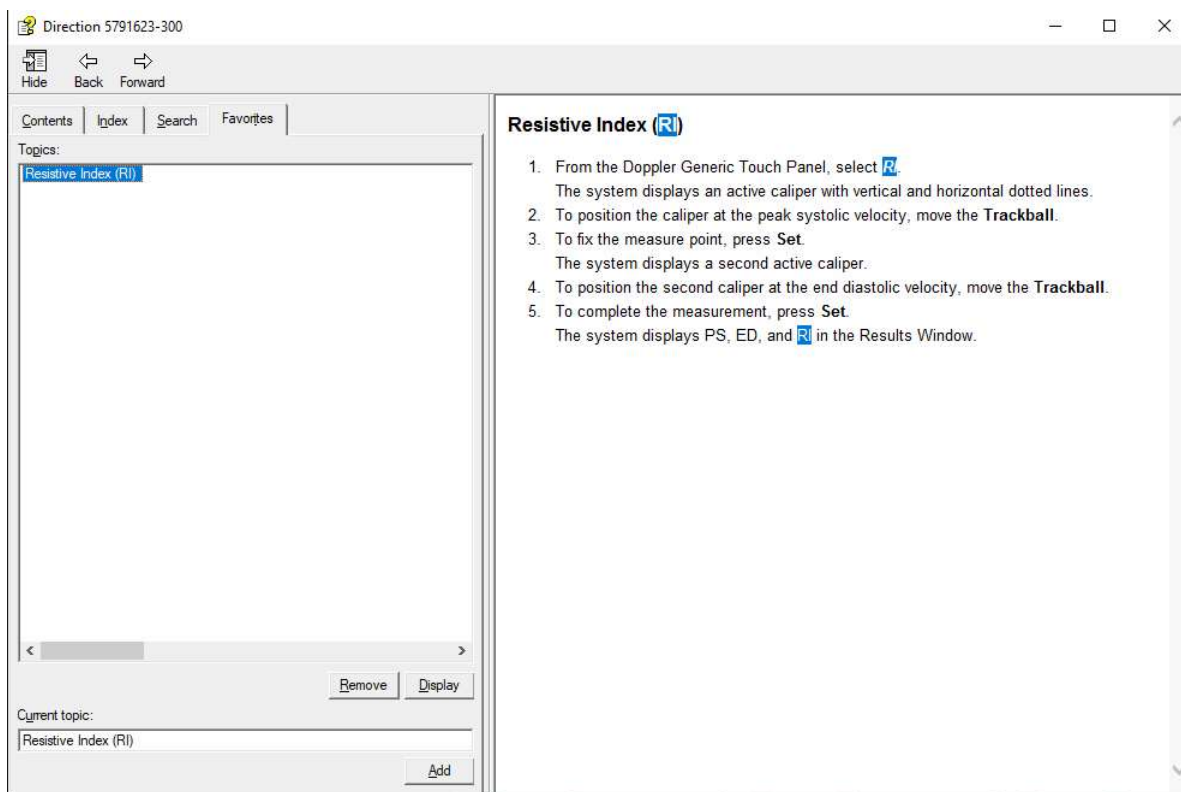 Direction 5791623-300
Hide Back Forward
Contents Index Search Favorites
Topics:
Resistive Index (RI)
Remove Display
Current topic:
Resistive Index (RI)
Add
Resistive Index (RI)
1. From the Doppler Generic Touch Panel, select RI.
The system displays an active caliper with vertical and horizontal dotted lines.
2. To position the caliper at the peak systolic velocity, move the Trackball.
3. To fix the measure point, press Set.
The system displays a second active caliper.
4. To position the second caliper at the end diastolic velocity, move the Trackball.
5. To complete the measurement, press Set.
The system displays PS, ED, and RI in the Results Window.